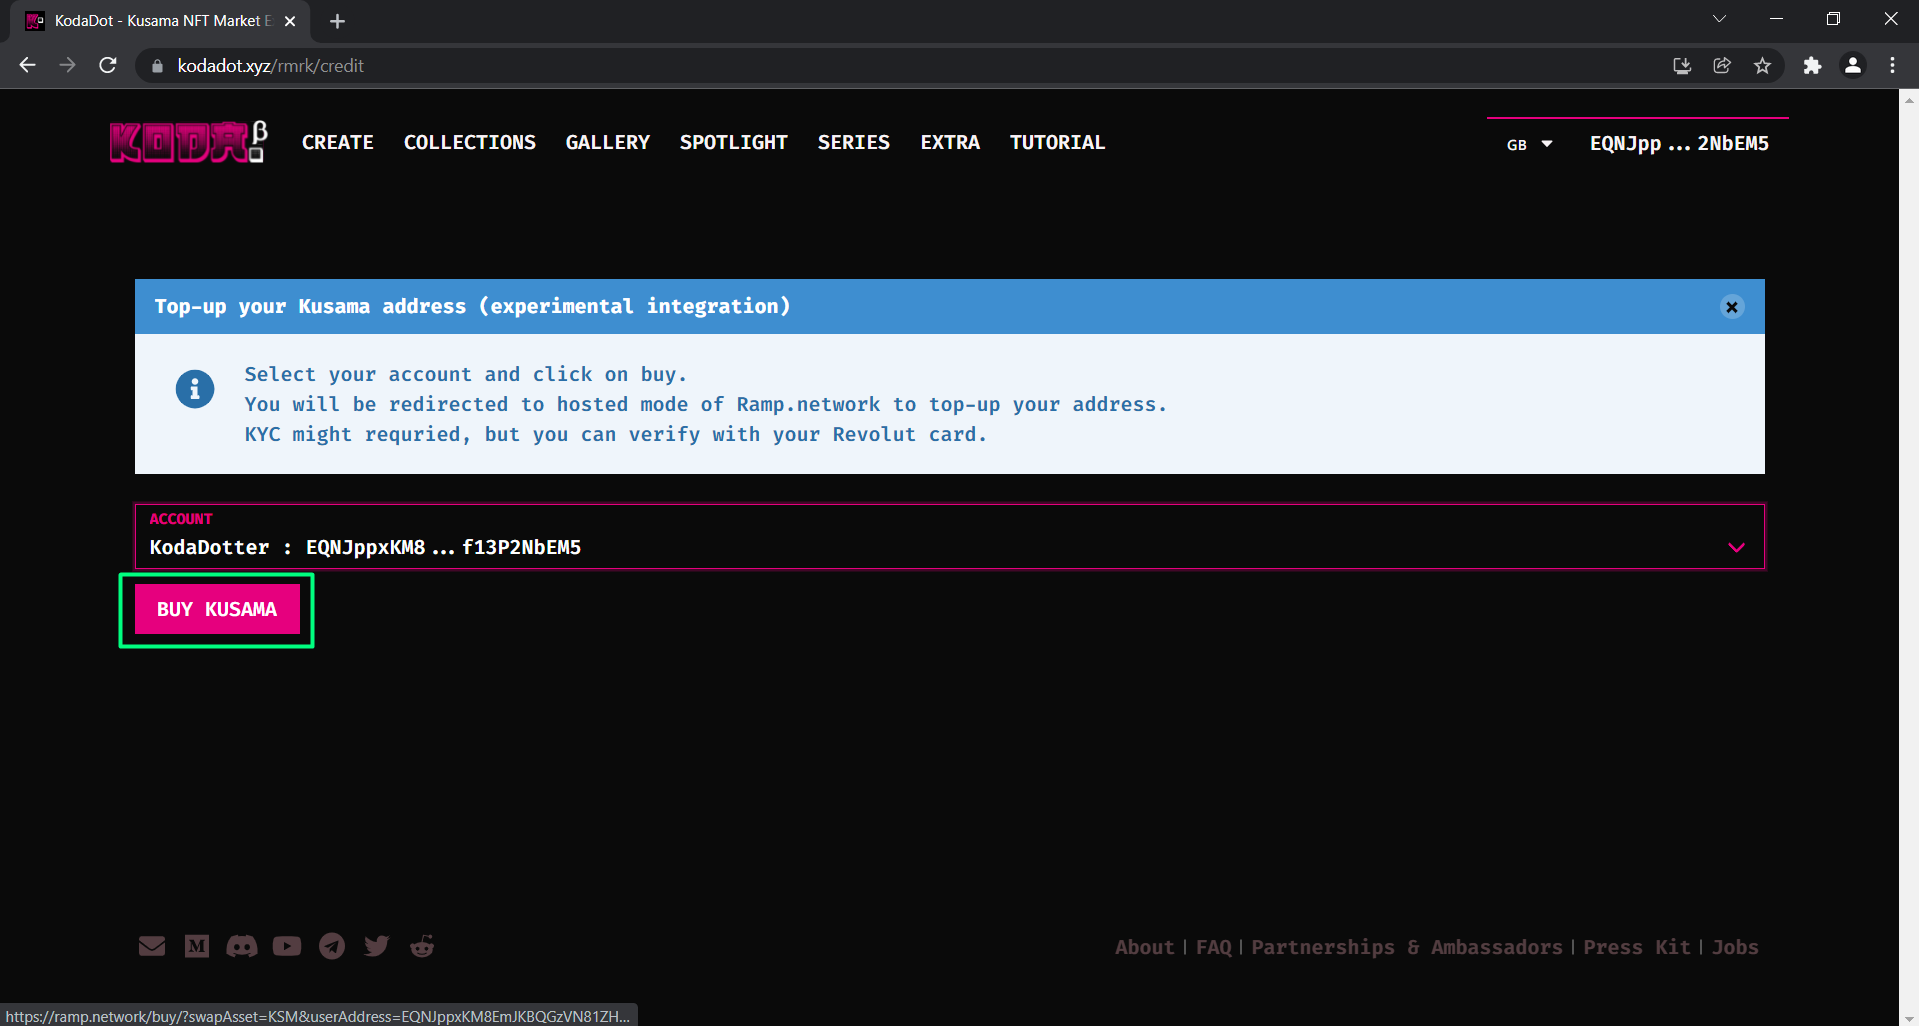 KodaDot - Kusama NFT Market E
kodadot.xyz/rmrk/credit
KODA β
CREATE COLLECTIONS GALLERY SPOTLIGHT SERIES EXTRA TUTORIAL
GB
EQNJpp...2NbEM5
Top-up your Kusama address (experimental integration)
Select your account and click on buy.
You will be redirected to hosted mode of Ramp.network to top-up your address.
KYC might requried, but you can verify with your Revolut card.
ACCOUNT
KodaDotter : EQNJppxKM8...f13P2NbEM5
BUY KUSAMA
About | FAQ | Partnerships & Ambassadors | Press Kit | Jobs
https://ramp.network/buy/?swapAsset=KSM&userAddress=EQNJppxKM8EmJKBQGzVN81ZH...